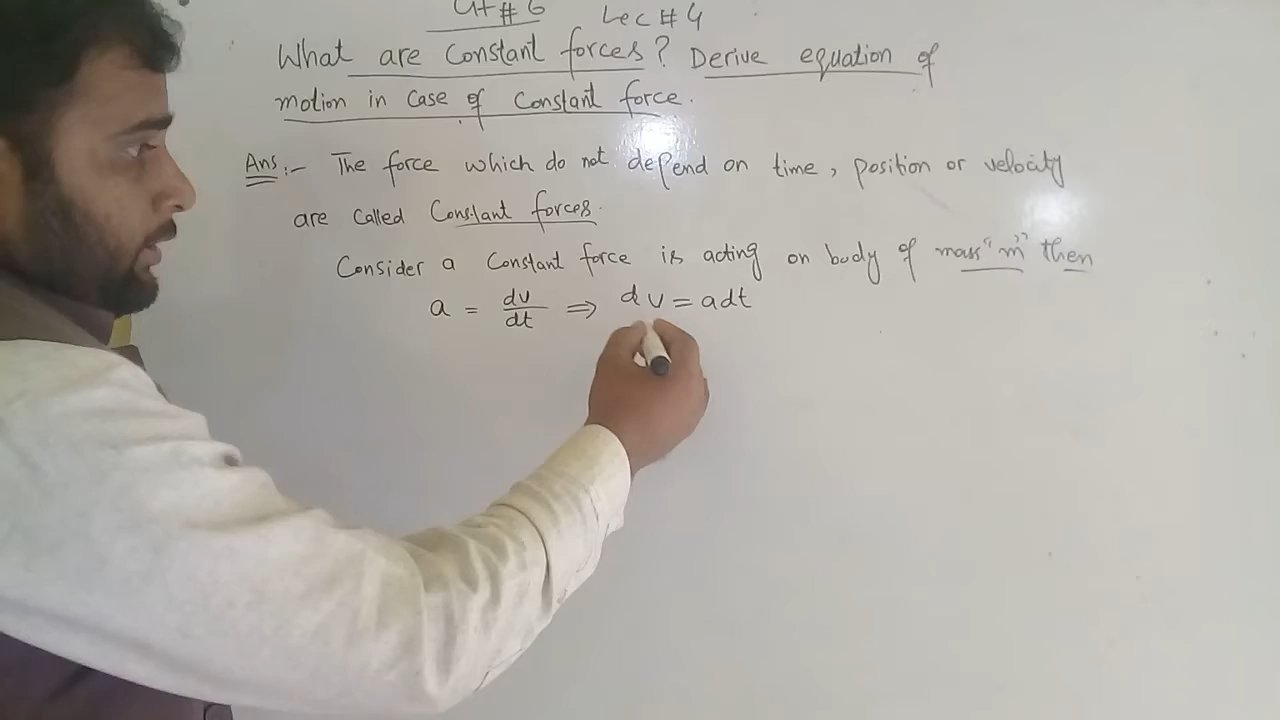 CH # 6 Lec # 4
What are Constant forces? Derive equation of
motion in case of Constant force.
Ans:- The force which do not depend on time, position or velocity
are called Constant forces.
Consider a constant force is acting on body of mass "m" then
a = dv/dt ⇒ dv = adt